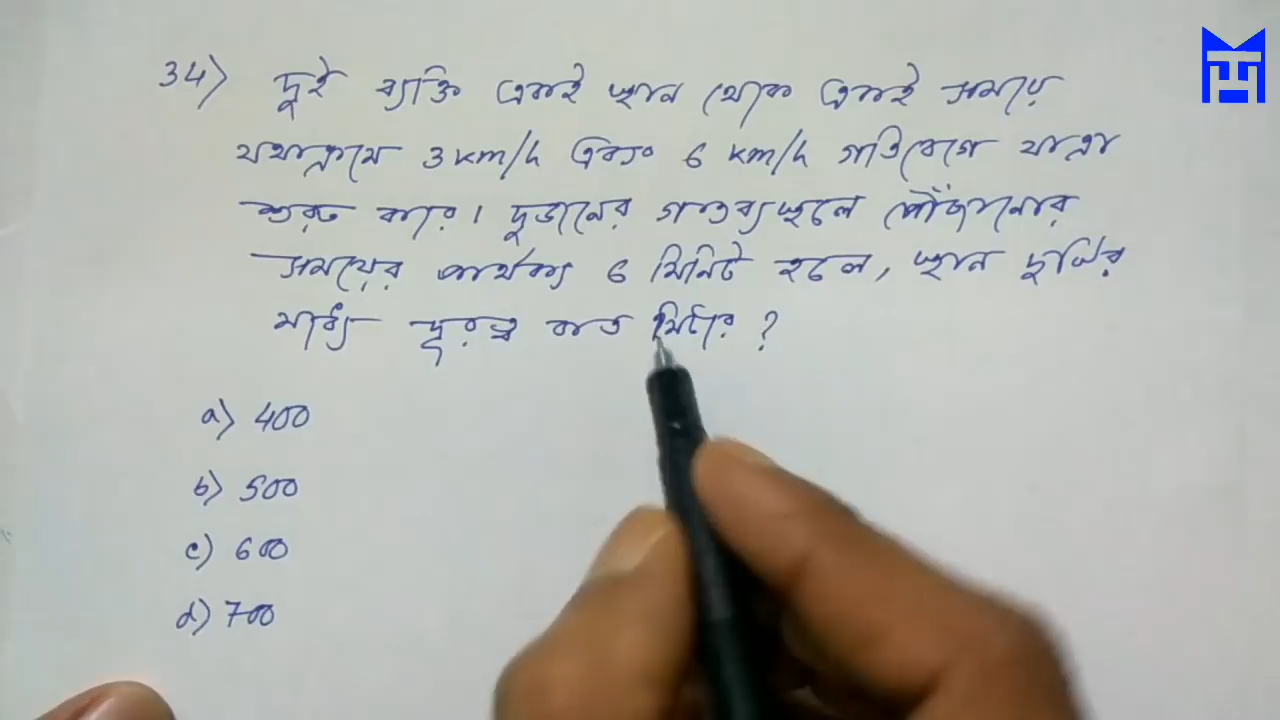 34) দুই ব্যক্তি একই স্থান থেকে একই সময়ে
যথাক্রমে 3 km/h এবং 6 km/h গতিবেগে যাত্রা
শুরু করে। দুজনের গন্তব্যস্থলে পৌঁছানোর
সময়ের পার্থক্য 6 মিনিট হলে, স্থান দুটির
মধ্যে দূরত্ব কত মিটার ?
a) 400
b) 500
c) 600
d) 700